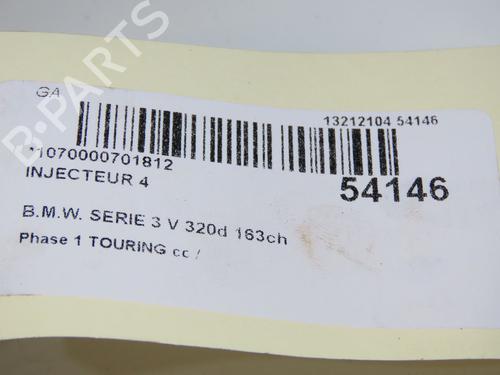 B-PARTS
GA
13212104 54146
*1070000701812
INJECTEUR 4
54146
B.M.W. SERIE 3 V 320d 163ch
Phase 1 TOURING cc /